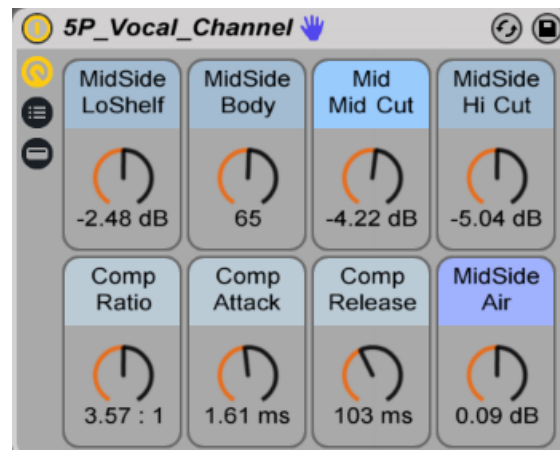 5P_Vocal_Channel
MidSide MidSide Mid MidSide
LoShelf Body Mid Cut Hi Cut
-2.48 dB 65 -4.22 dB -5.04 dB
Comp Comp Comp MidSide
Ratio Attack Release Air
3.57 : 1 1.61 ms 103 ms 0.09 dB